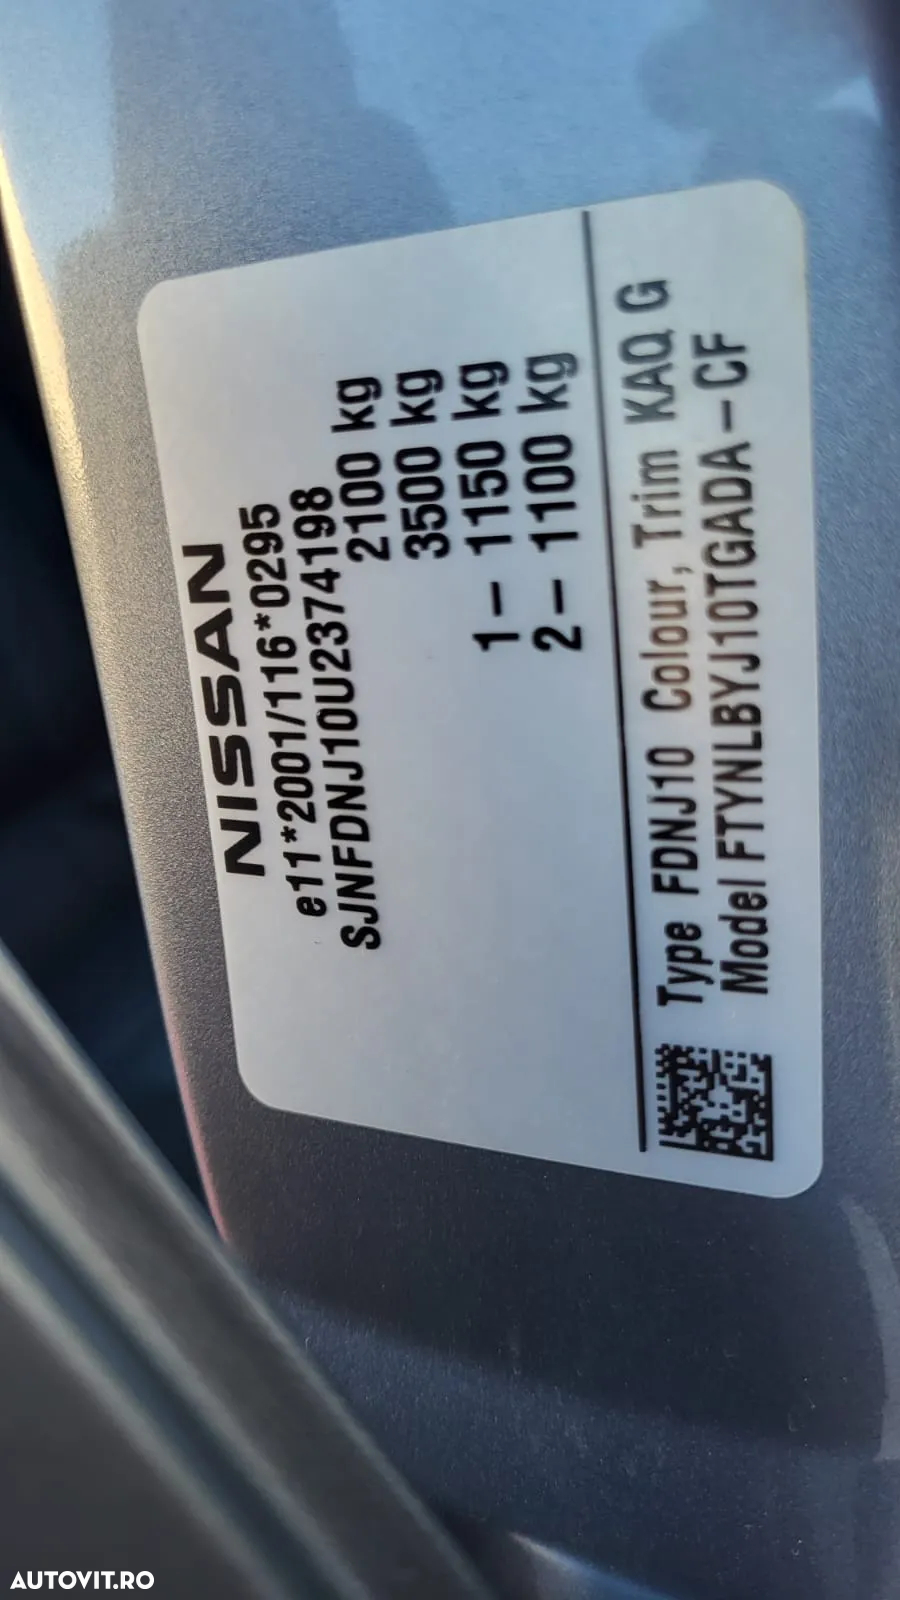 NISSAN
e11*2001/116*0295
SJNFDNJ10U2374198
2100 kg
3500 kg
1- 1150 kg
2- 1100 kg
Type FDNJ10 Colour, Trim KAQ G
Model FTYNLBYJ10TGADA-CF
AUTOVIT.RO